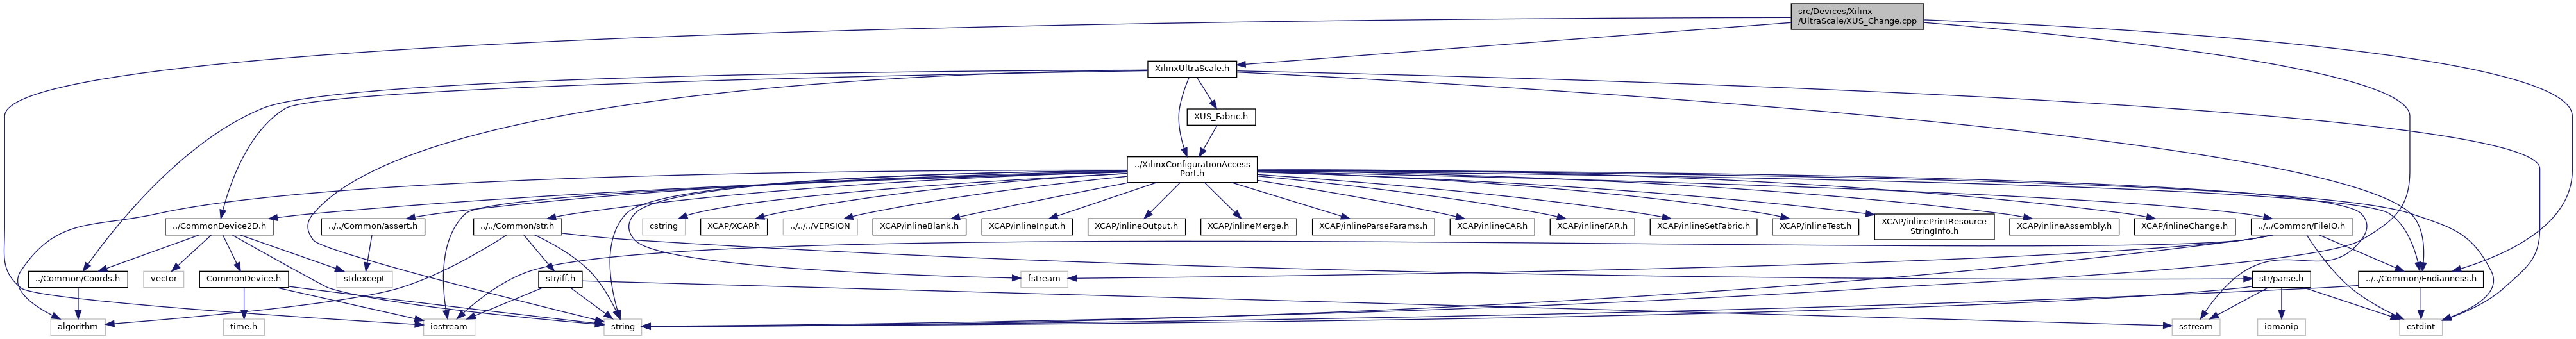 src/Devices/Xilinx
/UltraScale/XUS_Change.cpp
XilinxUltraScale.h
XUS_Fabric.h
../XilinxConfigurationAccess
Port.h
../CommonDevice2D.h
../../Common/assert.h
../../Common/str.h
cstring
XCAP/XCAP.h
../../../VERSION
XCAP/inlineBlank.h
XCAP/inlineInput.h
XCAP/inlineOutput.h
XCAP/inlineMerge.h
XCAP/inlineParseParams.h
XCAP/inlineCAP.h
XCAP/inlineFAR.h
XCAP/inlineSetFabric.h
XCAP/inlineTest.h
XCAP/inlinePrintResource
StringInfo.h
XCAP/inlineAssembly.h
XCAP/inlineChange.h
../../Common/FileIO.h
../Common/Coords.h
vector
CommonDevice.h
stdexcept
str/iff.h
fstream
str/parse.h
../../Common/Endianness.h
algorithm
time.h
iostream
string
sstream
iomanip
cstdint